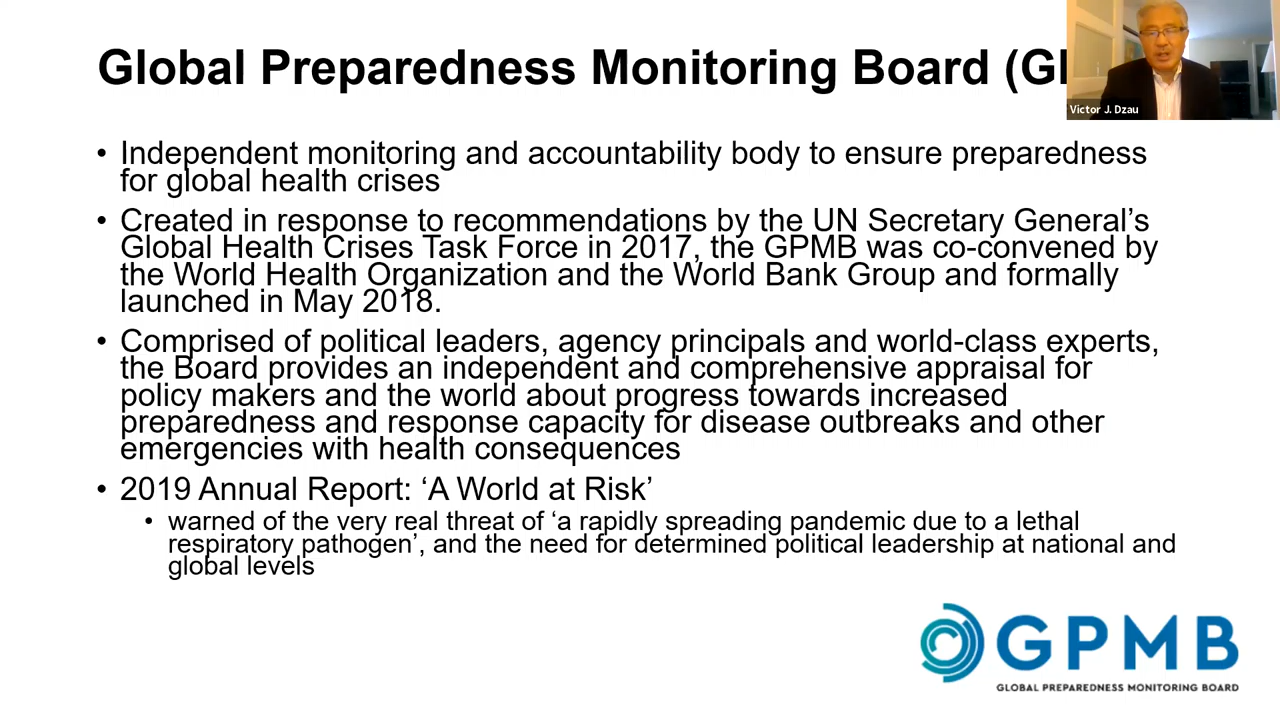 Global Preparedness Monitoring Board (G
Victor J. Dzau
• Independent monitoring and accountability body to ensure preparedness
for global health crises
• Created in response to recommendations by the UN Secretary General’s
Global Health Crises Task Force in 2017, the GPMB was co-convened by
the World Health Organization and the World Bank Group and formally
launched in May 2018.
• Comprised of political leaders, agency principals and world-class experts,
the Board provides an independent and comprehensive appraisal for
policy makers and the world about progress towards increased
preparedness and response capacity for disease outbreaks and other
emergencies with health consequences
• 2019 Annual Report: ‘A World at Risk’
• warned of the very real threat of ‘a rapidly spreading pandemic due to a lethal
respiratory pathogen’, and the need for determined political leadership at national and
global levels
GPMB
GLOBAL PREPAREDNESS MONITORING BOARD